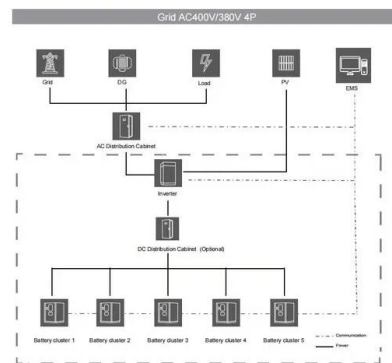 Grid AC400V/380V 4P
Grid
DG
Load
PV
EMS
AC Distribution Cabinet
Inverter
DC Distribution Cabinet (Optional)
Battery cluster 1
Battery cluster 2
Battery cluster 3
Battery cluster 4
Battery cluster 5
Communication
Power